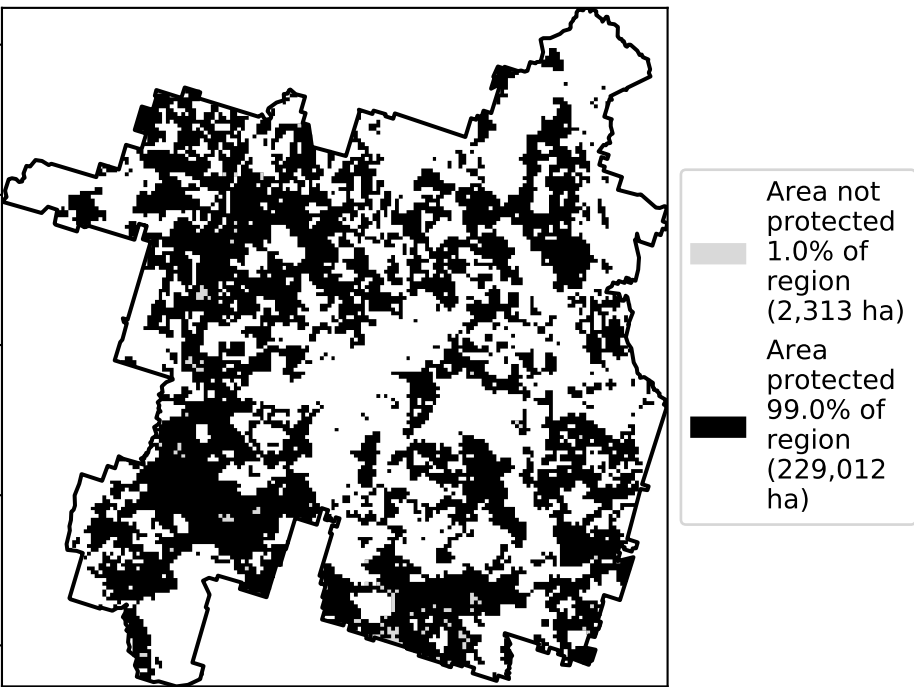 Area not
protected
1.0% of
region
(2,313 ha)
Area
protected
99.0% of
region
(229,012
ha)